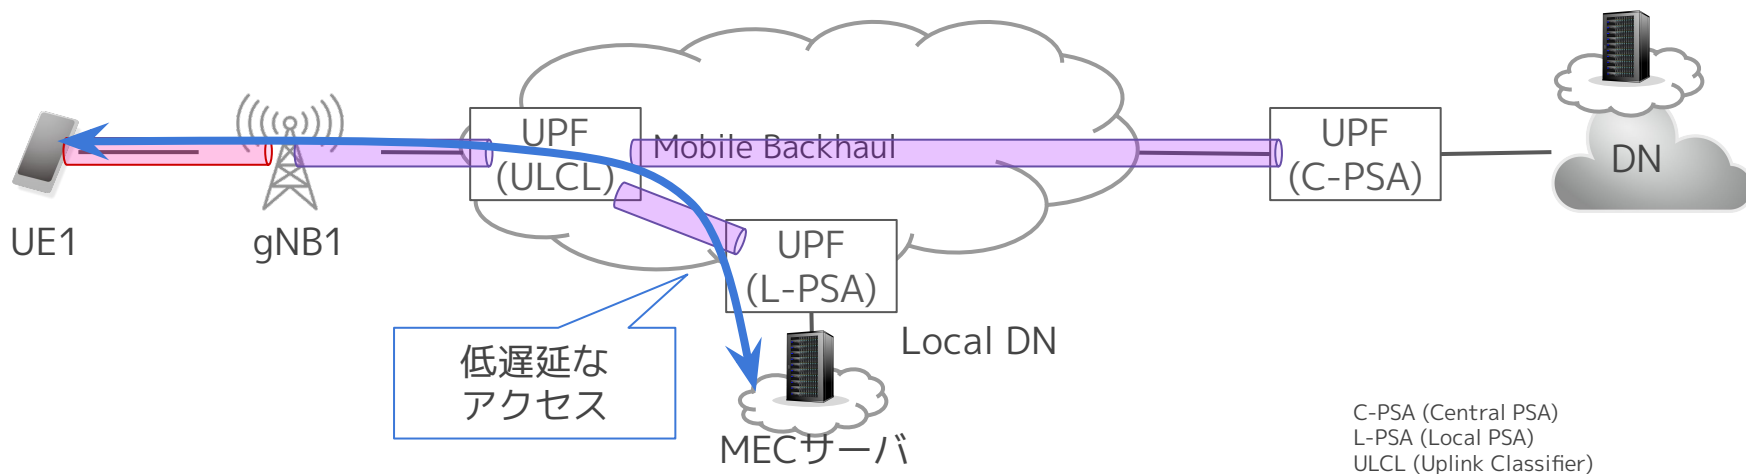 UPF
(ULCL)
Mobile Backhaul
UPF
(C-PSA)
DN
UE1
gNB1
UPF
(L-PSA)
Local DN
低遅延な
アクセス
MECサーバ
C-PSA (Central PSA)
L-PSA (Local PSA)
ULCL (Uplink Classifier)